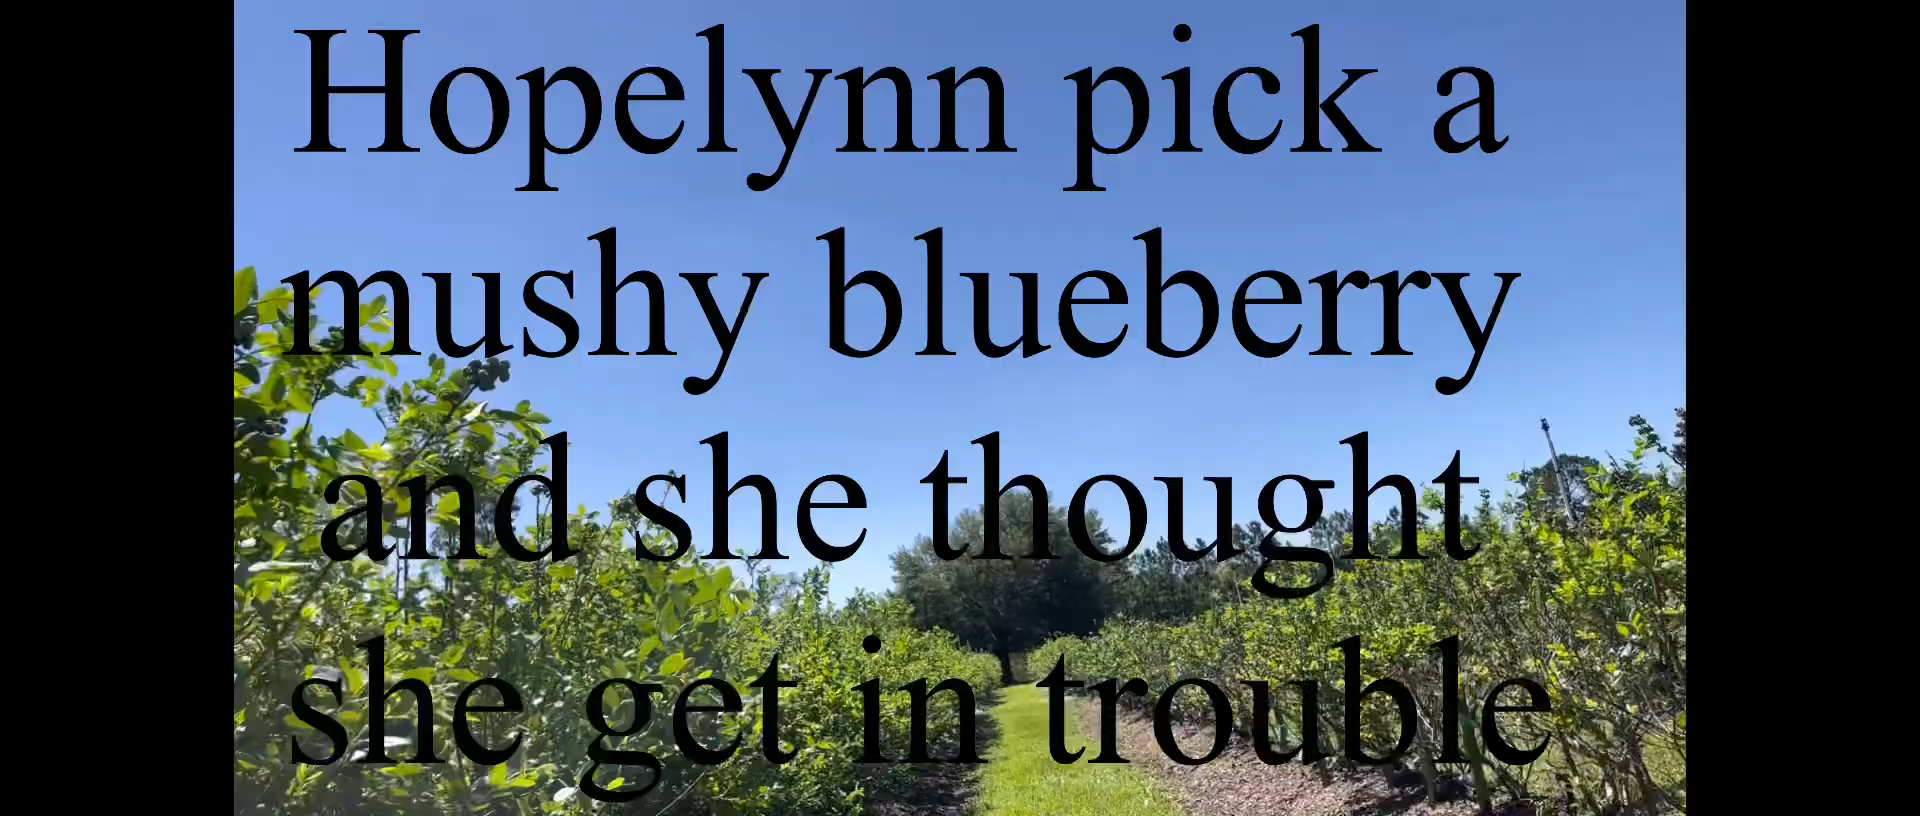 Hopelynn pick a
mushy blueberry
and she thought
she get in trouble